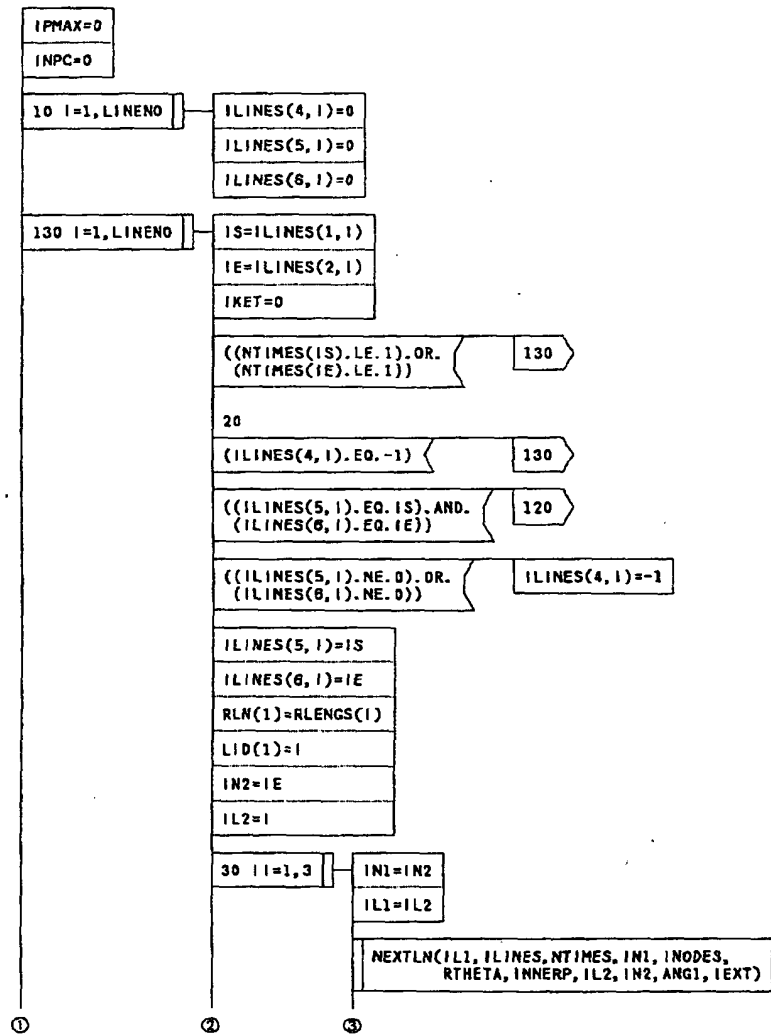 IPMAX=0
INPC=0
10 I=1,LINENO
ILINES(4,I)=0
ILINES(5,I)=0
ILINES(6,I)=0
130 I=1,LINENO
IS=ILINES(1,I)
IE=ILINES(2,I)
IKET=0
((NTIMES(IS).LE.1).OR.
(NTIMES(IE).LE.1))
130
20
(ILINES(4,I).EQ.-1)
130
((ILINES(5,I).EQ.IS).AND.
(ILINES(6,I).EQ.IE))
120
((ILINES(5,I).NE.0).OR.
(ILINES(6,I).NE.0))
ILINES(4,I)=-1
ILINES(5,I)=IS
ILINES(6,I)=IE
RLN(1)=RLENGS(I)
LID(1)=I
IN2=IE
IL2=I
30 II=1,3
IN1=IN2
IL1=IL2
NEXTLN(IL1,ILINES,NTIMES,IN1,INODES,
RTHETA,INNERP,IL2,IN2,ANG1,IEXT)
① ② ③